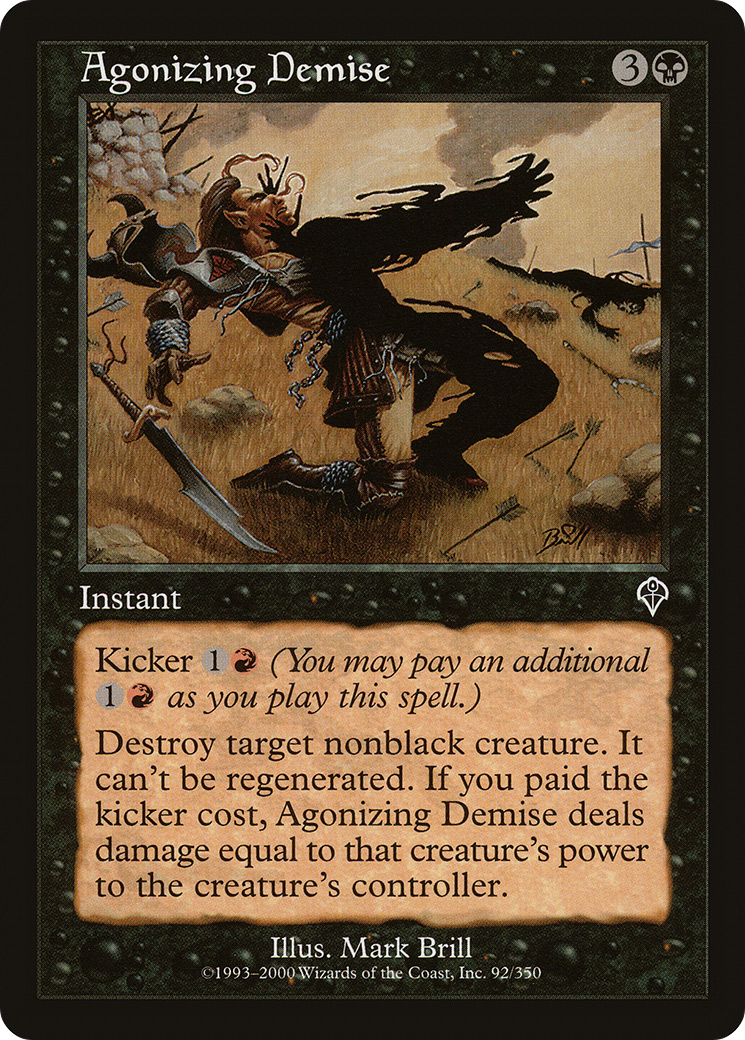 Agonizing Demise 3
Brill
Instant
Kicker 1 (You may pay an additional
1 as you play this spell.)
Destroy target nonblack creature. It
can't be regenerated. If you paid the
kicker cost, Agonizing Demise deals
damage equal to that creature's power
to the creature's controller.
Illus. Mark Brill
©1993–2000 Wizards of the Coast, Inc. 92/350